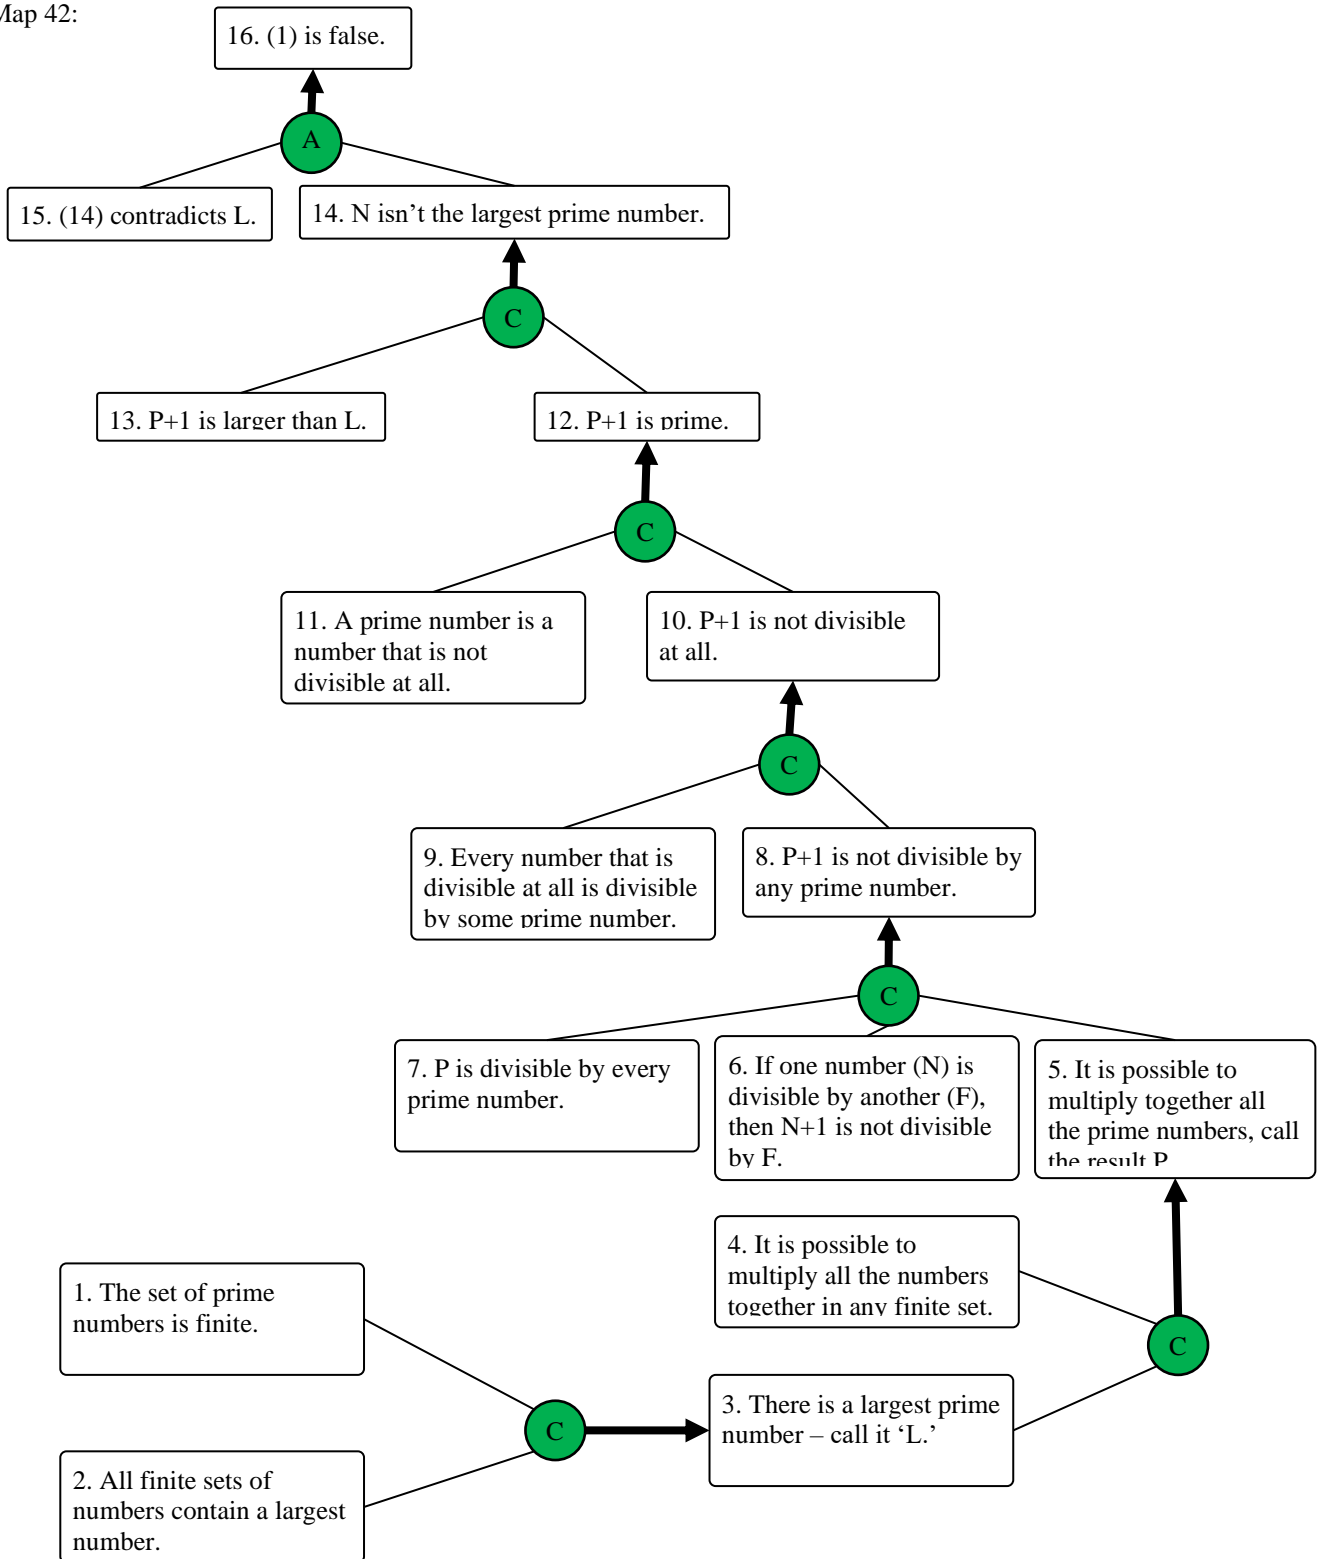 Map 42:
16. (1) is false.
A
15. (14) contradicts L.
14. N isn’t the largest prime number.
C
13. P+1 is larger than L.
12. P+1 is prime.
C
11. A prime number is a
number that is not
divisible at all.
10. P+1 is not divisible
at all.
C
9. Every number that is
divisible at all is divisible
by some prime number.
8. P+1 is not divisible by
any prime number.
C
7. P is divisible by every
prime number.
6. If one number (N) is
divisible by another (F),
then N+1 is not divisible
by F.
5. It is possible to
multiply together all
the prime numbers, call
the result P
4. It is possible to
multiply all the numbers
together in any finite set.
C
1. The set of prime
numbers is finite.
3. There is a largest prime
number – call it ‘L.’
C
2. All finite sets of
numbers contain a largest
number.